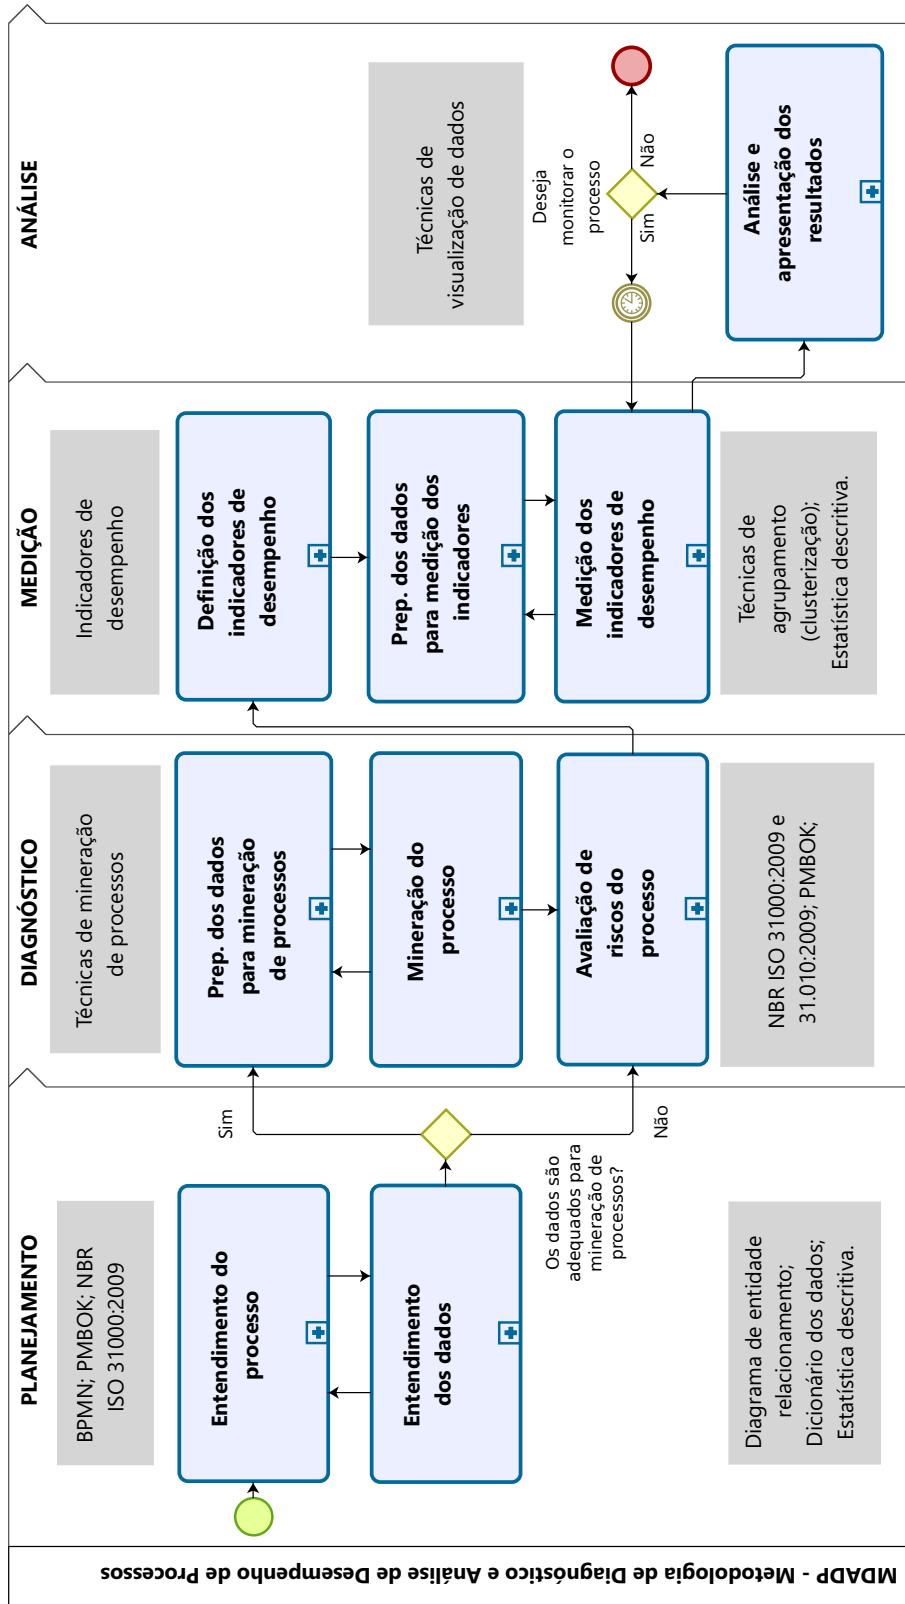 MDADP - Metodologia de Diagnóstico e Análise de Desempenho de Processos
PLANEJAMENTO
BPMN; PMBOK; NBR
ISO 31000:2009
Entendimento do
processo
Entendimento
dos dados
Os dados são
adequados para
mineração de
processos?
Sim
Não
Diagrama de entidade
relacionamento;
Dicionário dos dados;
Estatística descritiva.
DIAGNÓSTICO
Técnicas de mineração
de processos
Prep. dos dados
para mineração
de processos
Mineração do
processo
Avaliação de
riscos do
processo
NBR ISO 31000:2009 e
31.010:2009; PMBOK;
MEDIÇÃO
Indicadores de
desempenho
Definição dos
indicadores de
desempenho
Prep. dos dados
para medição dos
indicadores
Medição dos
indicadores de
desempenho
Técnicas de
agrupamento
(clusterização);
Estatística descritiva.
ANÁLISE
Técnicas de
visualização de dados
Deseja
monitorar o
processo
Sim
Não
Análise e
apresentação dos
resultados